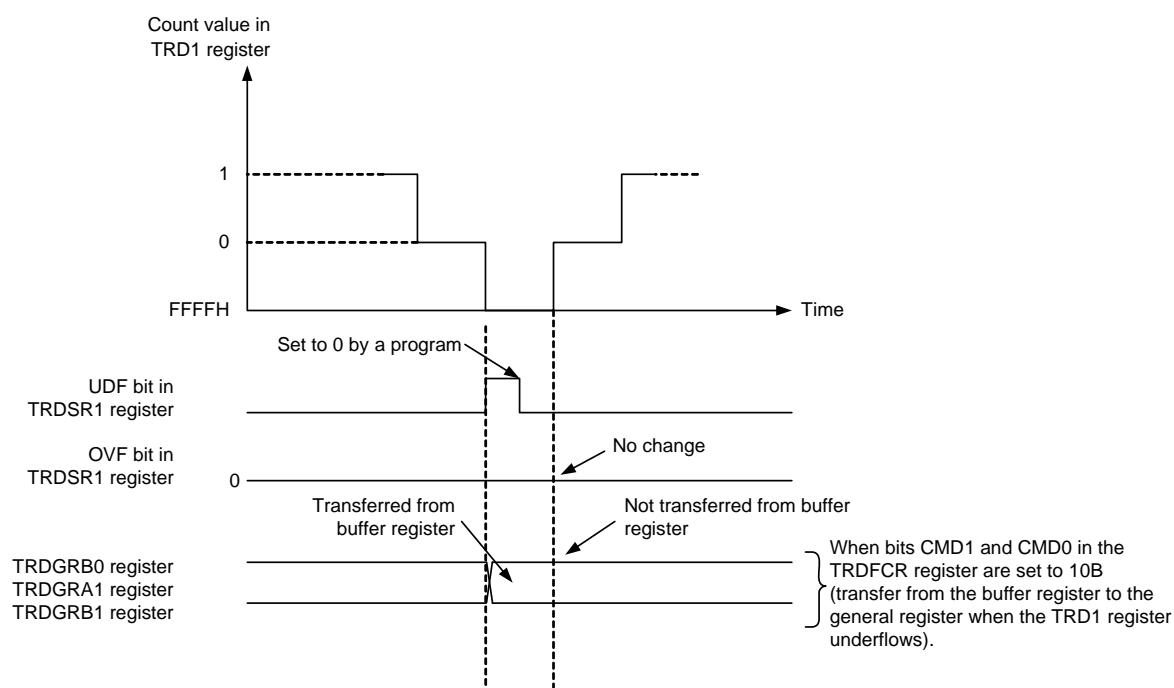 Count value in
TRD1 register
1
0
FFFFH
Time
Set to 0 by a program
UDF bit in
TRDSR1 register
OVF bit in
TRDSR1 register
0
No change
Transferred from
buffer register
Not transferred from buffer
register
TRDGRB0 register
TRDGRA1 register
TRDGRB1 register
When bits CMD1 and CMD0 in the
TRDFCR register are set to 10B
(transfer from the buffer register to the
general register when the TRD1 register
underflows).